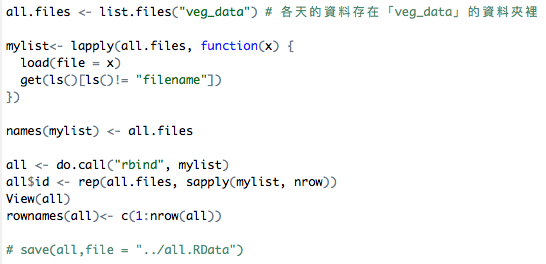 all.files <- list.files("veg_data") # 各天的資料存在「veg_data」的資料夾裡
mylist<- lapply(all.files, function(x) {
load(file = x)
get(ls()[ls()!= "filename"])
})
names(mylist) <- all.files
all <- do.call("rbind", mylist)
all$id <- rep(all.files, sapply(mylist, nrow))
View(all)
rownames(all)<- c(1:nrow(all))
# save(all,file = "../all.RData")